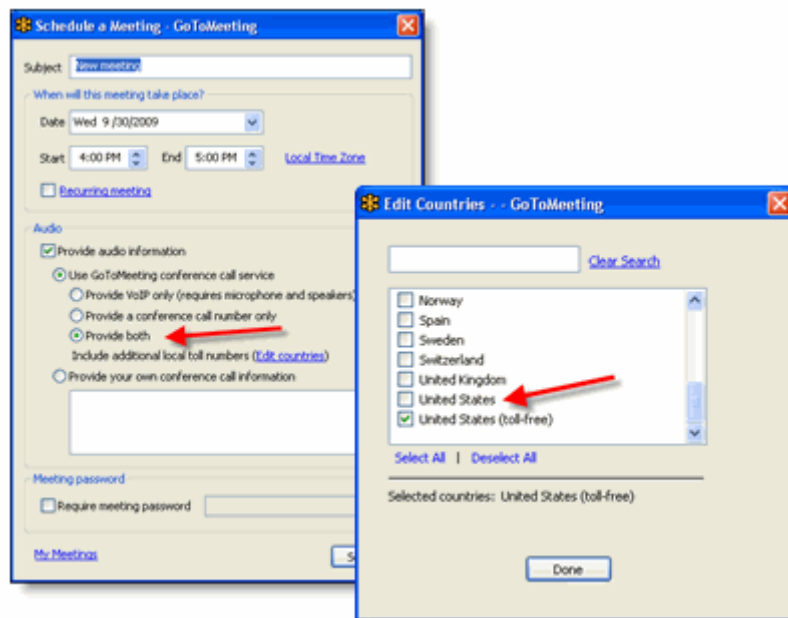 Schedule a Meeting - GoToMeeting
Subject New meeting
When will this meeting take place?
Date Wed 9 /30/2009
Start 4:00 PM End 5:00 PM Local Time Zone
Recurring meeting
Audio
Provide audio information
Use GoToMeeting conference call service
Provide VoIP only (requires microphone and speakers)
Provide a conference call number only
Provide both
Include additional local toll numbers (Edit countries)
Provide your own conference call information
Meeting password
Require meeting password
My Meetings
Edit Countries - - GoToMeeting
Clear Search
Norway
Spain
Sweden
Switzerland
United Kingdom
United States
United States (toll-free)
Select All | Deselect All
Selected countries: United States (toll-free)
Done